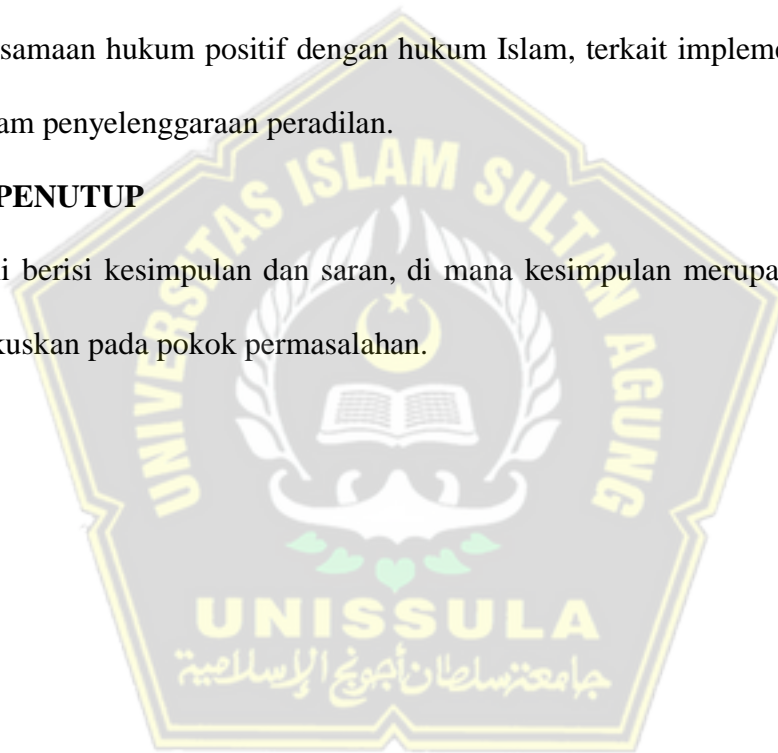 samaan hukum positif dengan hukum Islam, terkait implem
am penyelenggaraan peradilan.
PENUTUP
i berisi kesimpulan dan saran, di mana kesimpulan merupa
kuskan pada pokok permasalahan.
UNIVERSITAS ISLAM SULTAN AGUNG
UNISSULA
جامعة سلطان أجونج الإسلامية